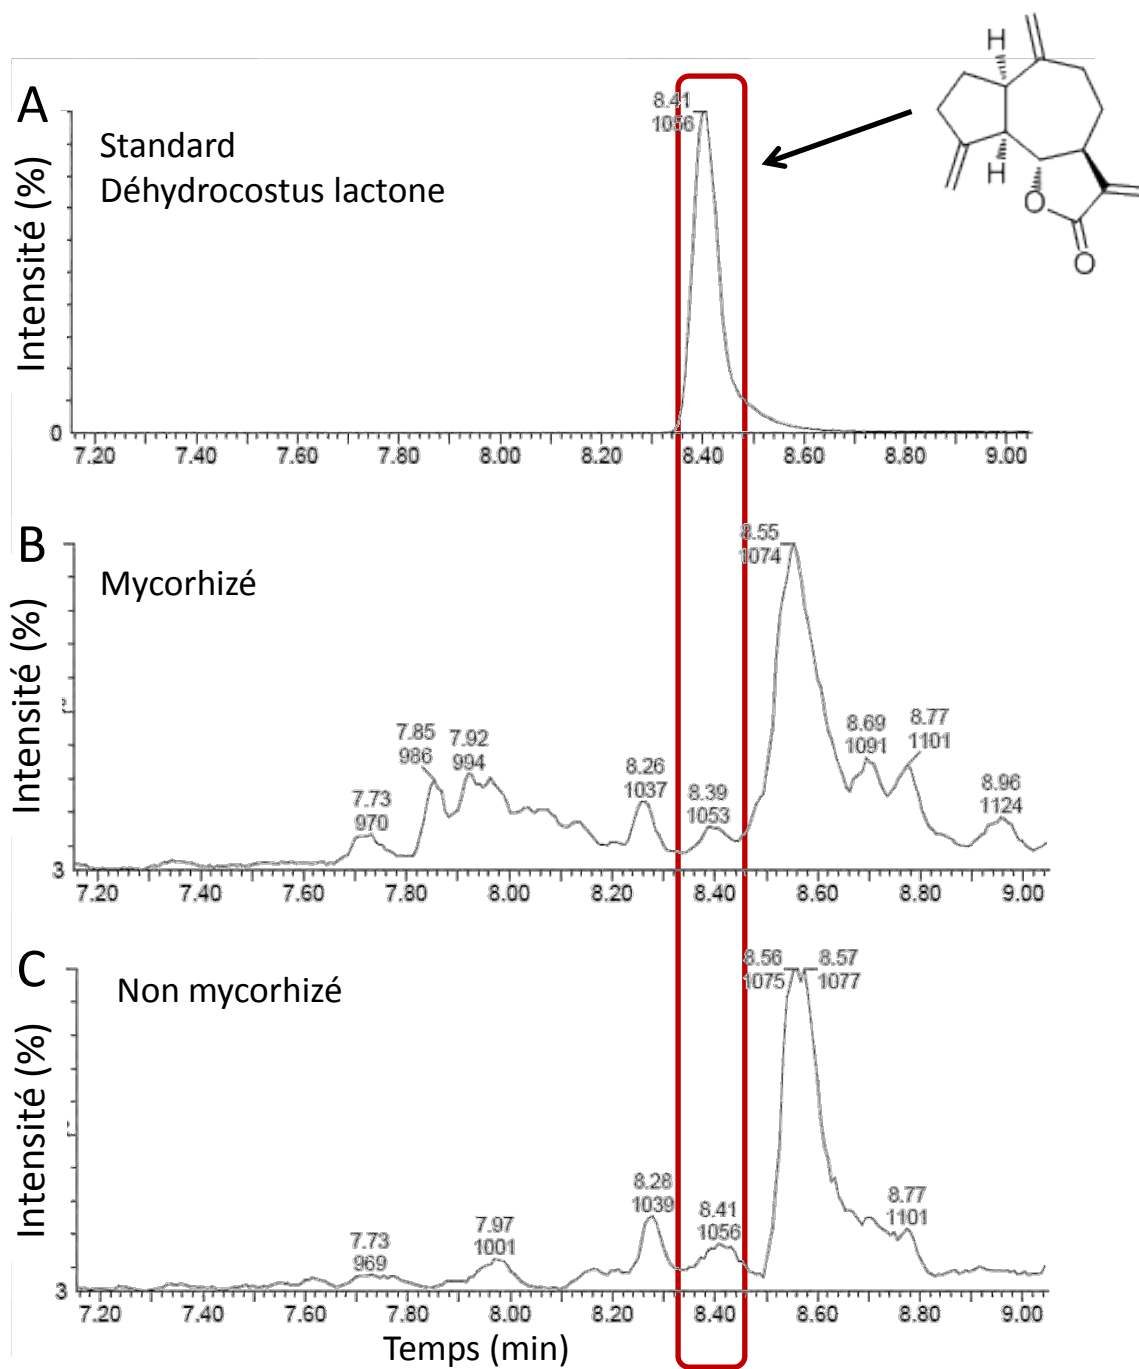 A
Standard
Déhydrocostus lactone
Intensité (%)
8.41
1056
H
H
O
O
0
7.20 7.40 7.60 7.80 8.00 8.20 8.40 8.60 8.80 9.00
B
Mycorhizé
Intensité (%)
8.55
1074
7.85
986
7.92
994
7.73
970
8.26
1037
8.39
1053
8.69
1091
8.77
1101
8.96
1124
3
7.20 7.40 7.60 7.80 8.00 8.20 8.40 8.60 8.80 9.00
C
Non mycorhizé
Intensité (%)
8.56
1075
8.57
1077
7.73
969
7.97
1001
8.28
1039
8.41
1056
8.77
1101
3
7.20 7.40 7.60 7.80 8.00 8.20 8.40 8.60 8.80 9.00
Temps (min)